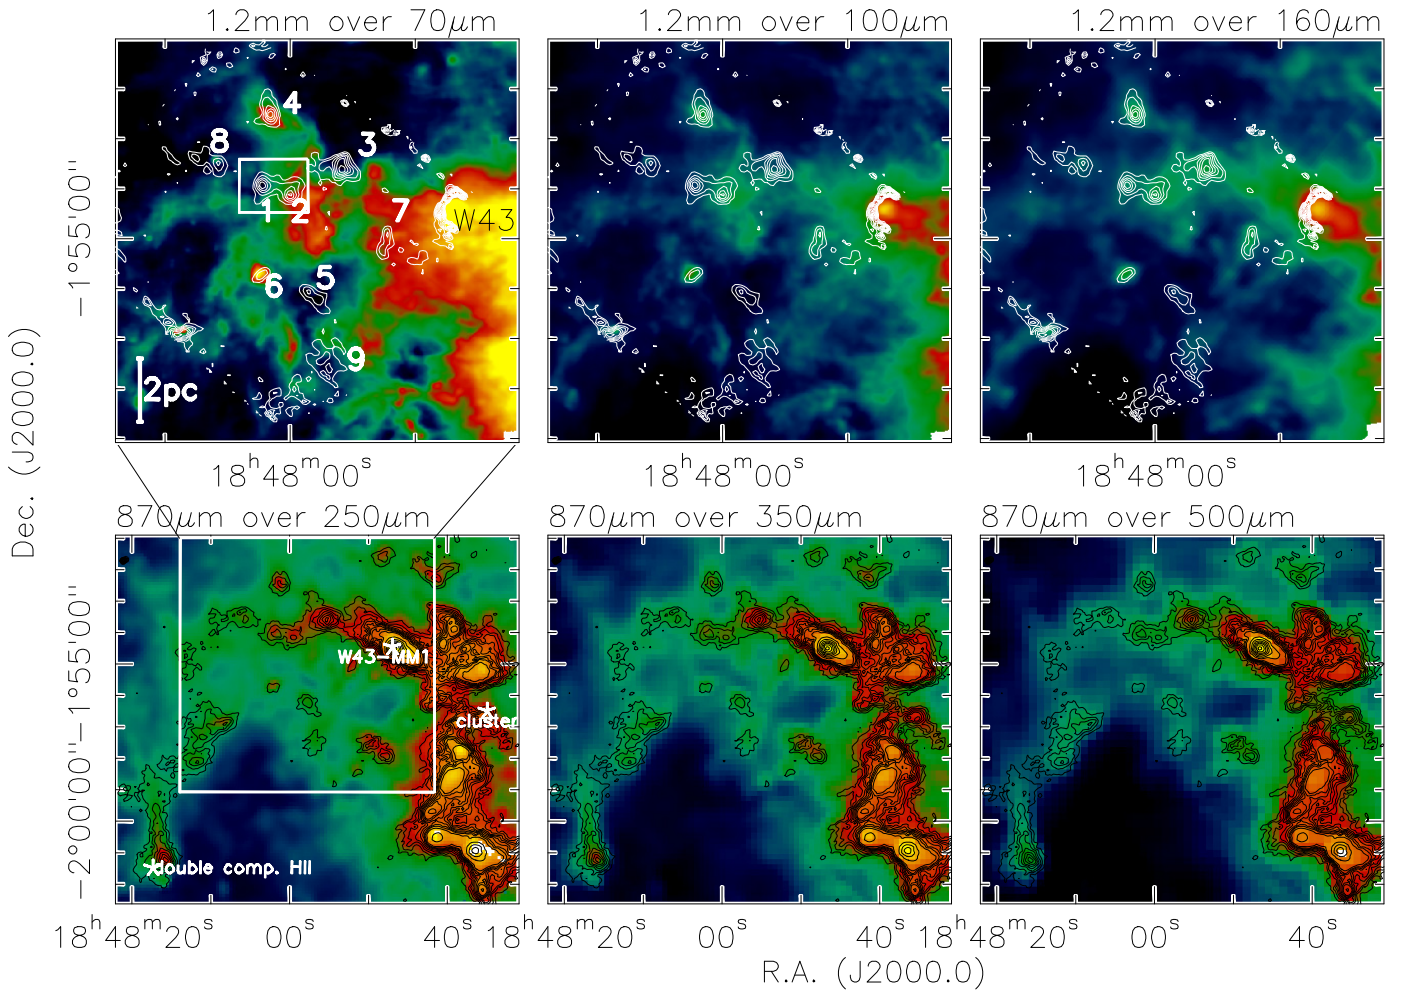 1.2mm over 70μm
1.2mm over 100μm
1.2mm over 160μm
4
8
3
1
2
7
W43
6
5
9
2pc
−1°55'00"
18h48m00s
18h48m00s
18h48m00s
Dec. (J2000.0)
870μm over 250μm
870μm over 350μm
870μm over 500μm
W43−MM1
cluster
double comp. HII
−1°55'00"
−2°00'00"
18h48m20s
00s
40s
18h48m20s
00s
40s
18h48m20s
00s
40s
R.A. (J2000.0)